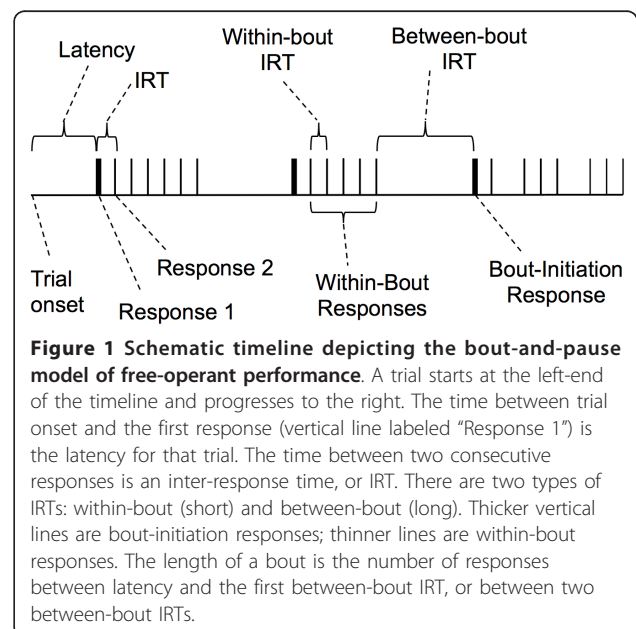 Latency
IRT
Within-bout
IRT
Between-bout
IRT
Trial
onset
Response 1
Response 2
Within-Bout
Responses
Bout-Initiation
Response
Figure 1 Schematic timeline depicting the bout-and-pause
model of free-operant performance. A trial starts at the left-end
of the timeline and progresses to the right. The time between trial
onset and the first response (vertical line labeled "Response 1") is
the latency for that trial. The time between two consecutive
responses is an inter-response time, or IRT. There are two types of
IRTs: within-bout (short) and between-bout (long). Thicker vertical
lines are bout-initiation responses; thinner lines are within-bout
responses. The length of a bout is the number of responses
between latency and the first between-bout IRT, or between two
between-bout IRTs.